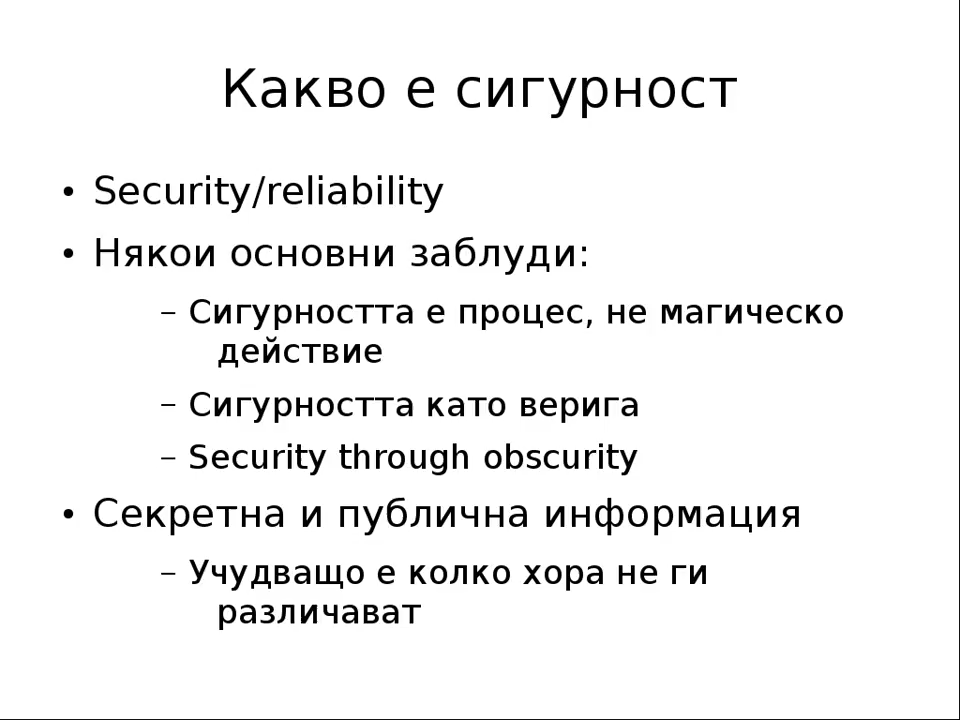 Какво е сигурност
• Security/reliability
• Някои основни заблуди:
– Сигурността е процес, не магическо
действие
– Сигурността като верига
– Security through obscurity
• Секретна и публична информация
– Учудващо е колко хора не ги
различават